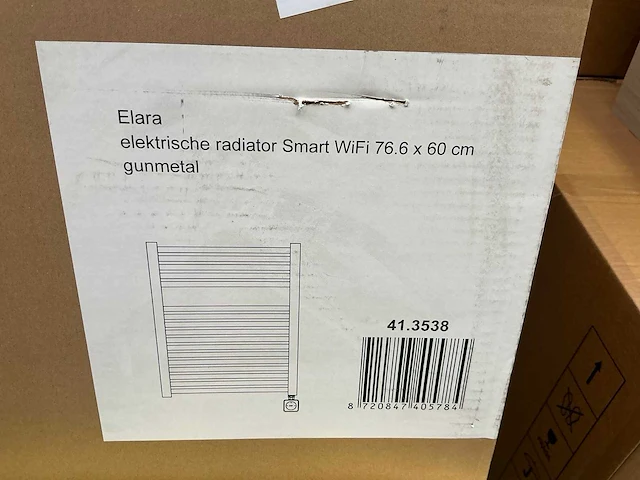 Elara
elektrische radiator Smart WiFi 76.6 x 60 cm
gunmetal
41.3538
8 720847 405784